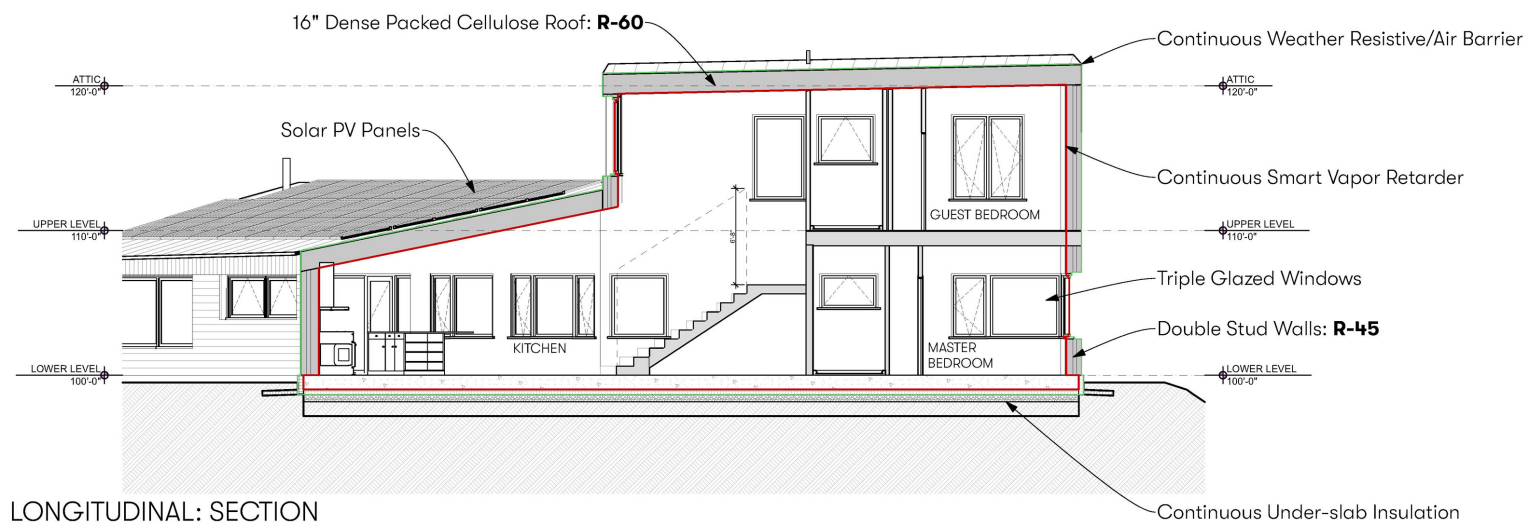 16" Dense Packed Cellulose Roof: R-60
Continuous Weather Resistive/Air Barrier
ATTIC
120'-0"
ATTIC
120'-0"
Solar PV Panels
Continuous Smart Vapor Retarder
GUEST BEDROOM
UPPER LEVEL
110'-0"
UPPER LEVEL
110'-0"
6'-8"
Triple Glazed Windows
Double Stud Walls: R-45
KITCHEN
MASTER
BEDROOM
LOWER LEVEL
100'-0"
LOWER LEVEL
100'-0"
LONGITUDINAL: SECTION
Continuous Under-slab Insulation